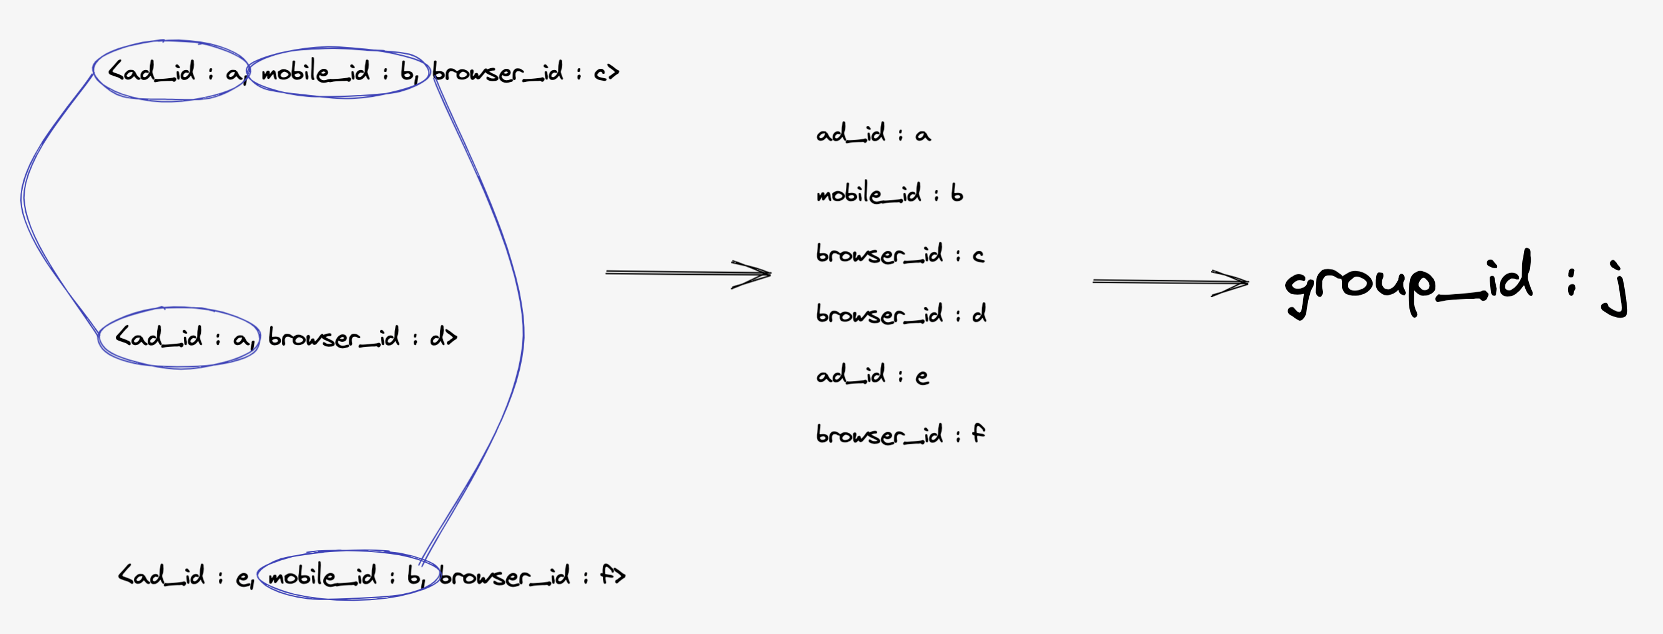 <ad_id : a, mobile_id : b, browser_id : c>
<ad_id : a, browser_id : d>
<ad_id : e, mobile_id : b, browser_id : f>
ad_id : a
mobile_id : b
browser_id : c
browser_id : d
ad_id : e
browser_id : f
group_id : j